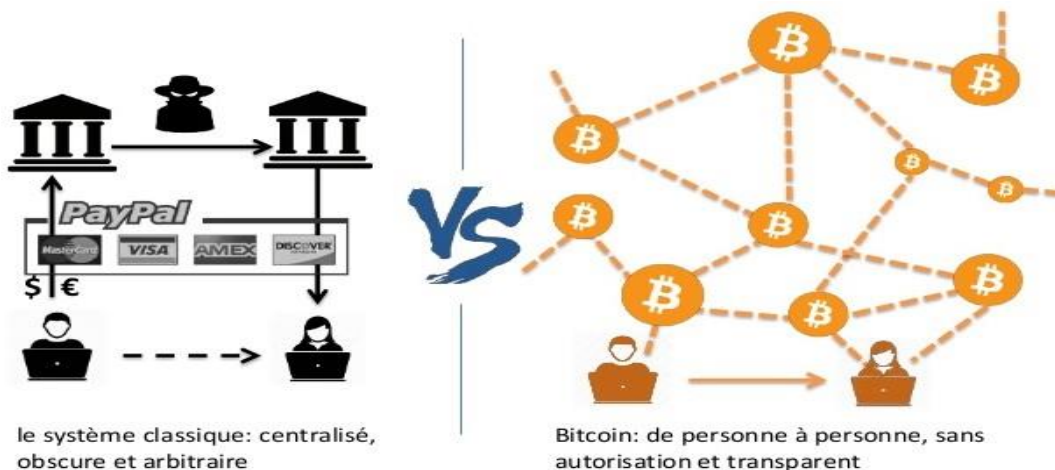 PayPal
MasterCard VISA AMEX DISCOVER
$ €
VS
le système classique: centralisé,
obscure et arbitraire
Bitcoin: de personne à personne, sans
autorisation et transparent